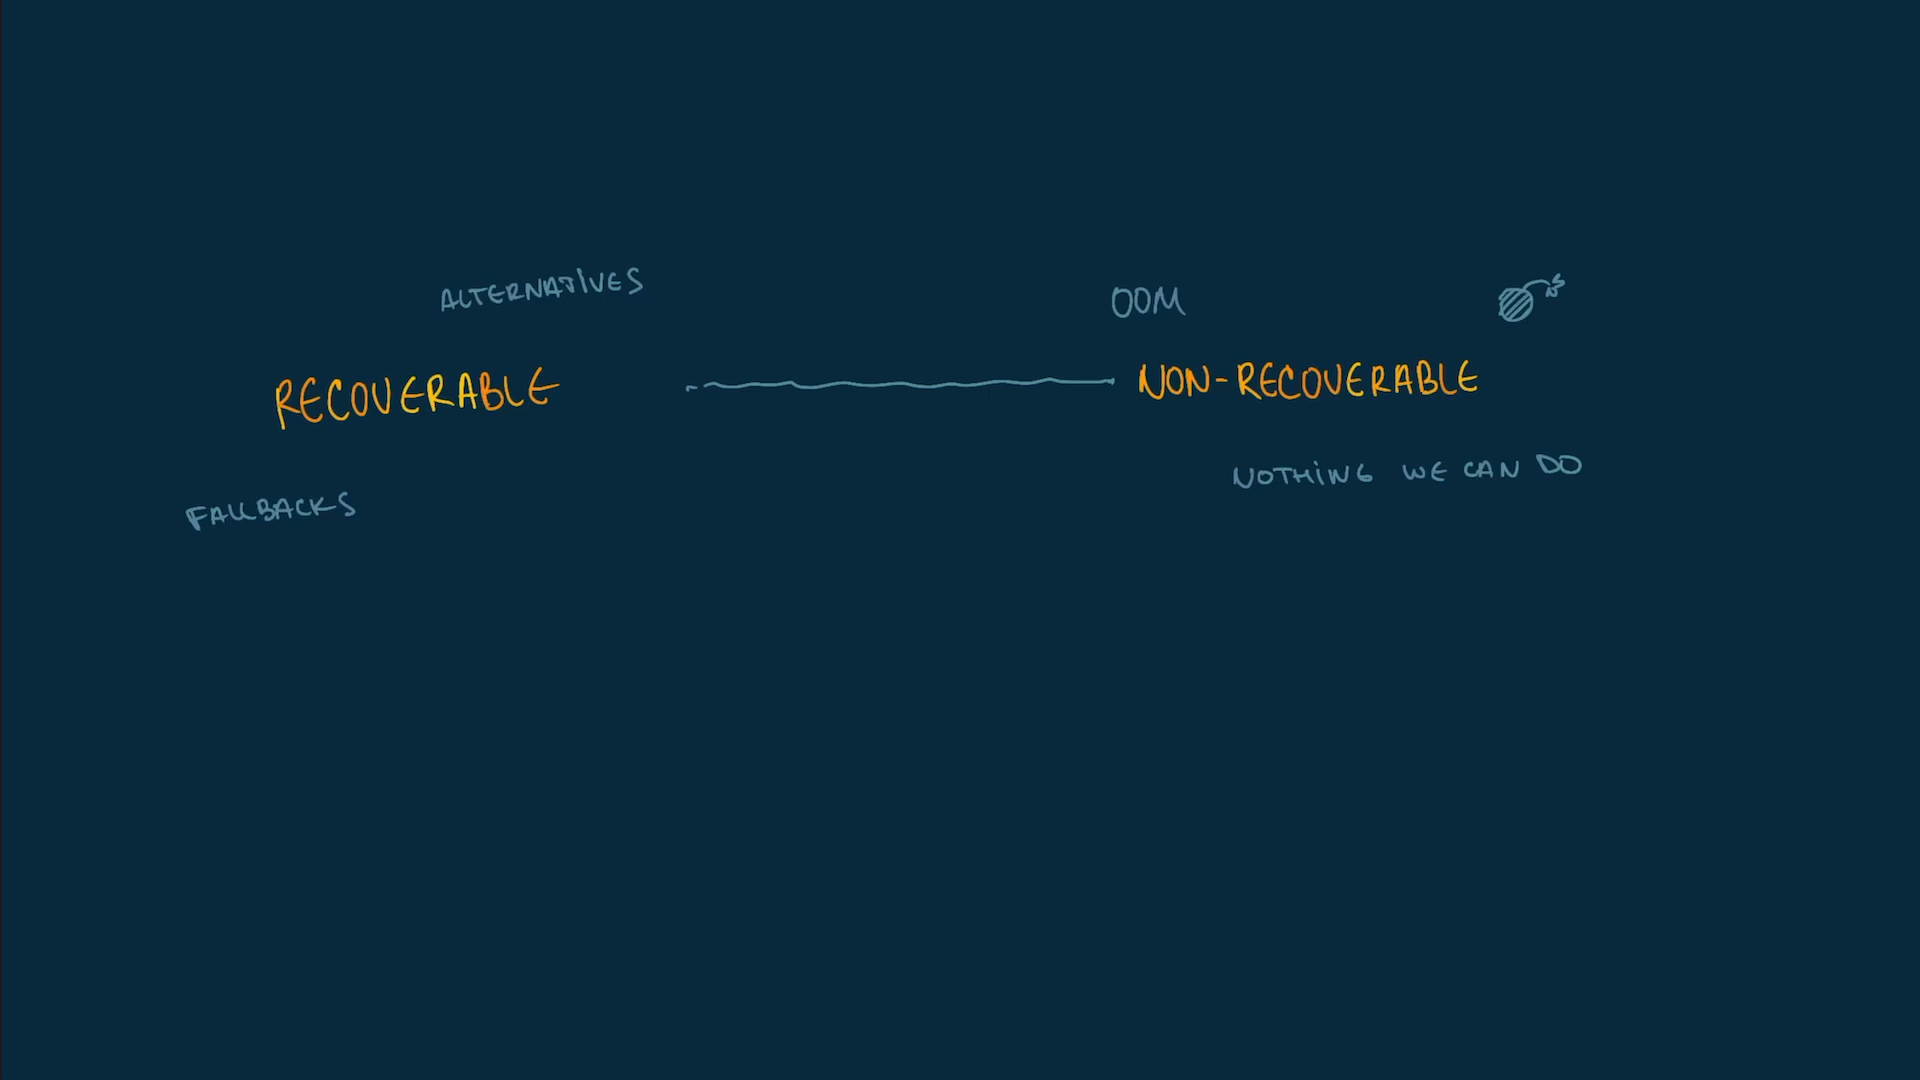 ALTERNATIVES
OOM
RECOVERABLE
NON-RECOVERABLE
NOTHING WE CAN DO
FALLBACKS